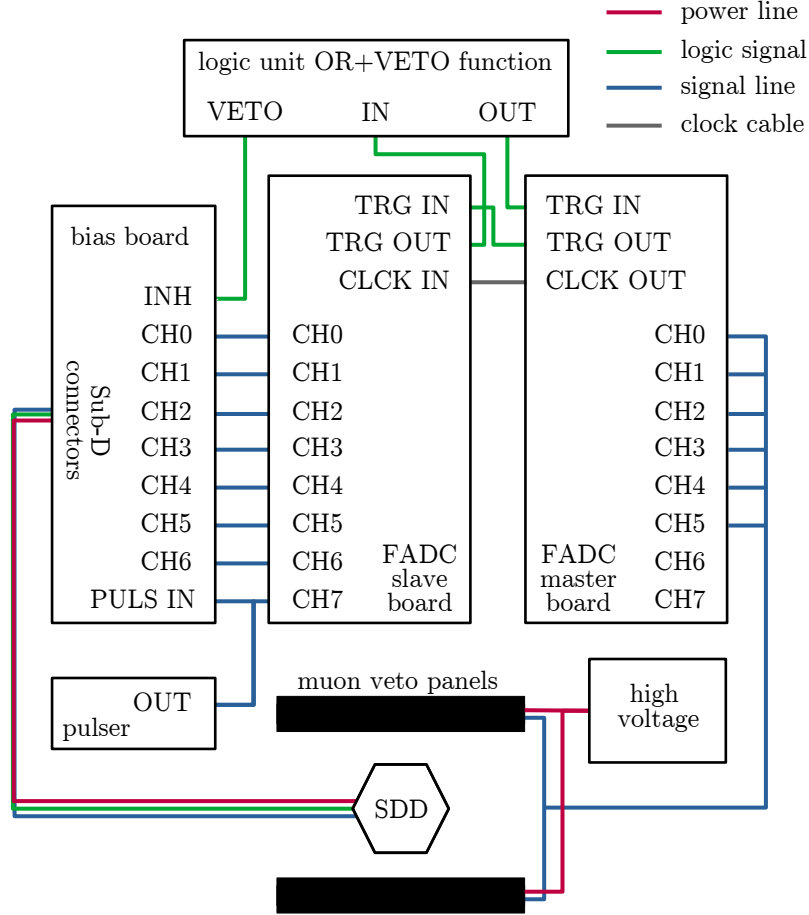 power line
logic signal
signal line
clock cable
logic unit OR+VETO function
VETO IN OUT
bias board
INH
CH0
CH1
CH2
CH3
CH4
CH5
CH6
PULS IN
Sub-D
connectors
TRG IN
TRG OUT
CLCK IN
CH0
CH1
CH2
CH3
CH4
CH5
CH6
CH7
FADC
slave
board
TRG IN
TRG OUT
CLCK OUT
CH0
CH1
CH2
CH3
CH4
CH5
CH6
CH7
FADC
master
board
OUT
pulser
muon veto panels
high
voltage
SDD